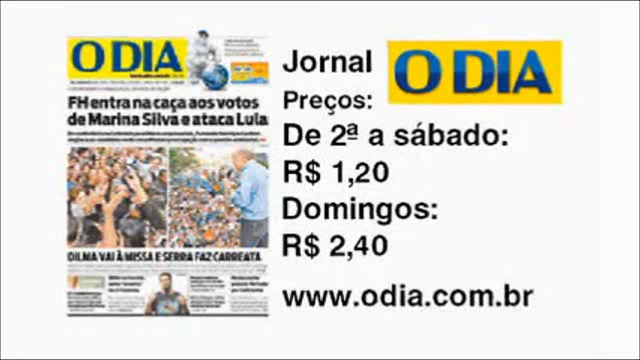 O DIA
FH entra na caça aos votos
de Marina Silva e ataca Lula
DILMA VAI À MISSA E SERRA FAZ CARREATA
Jornal O DIA
Preços:
De 2ª a sábado:
R$ 1,20
Domingos:
R$ 2,40
www.odia.com.br